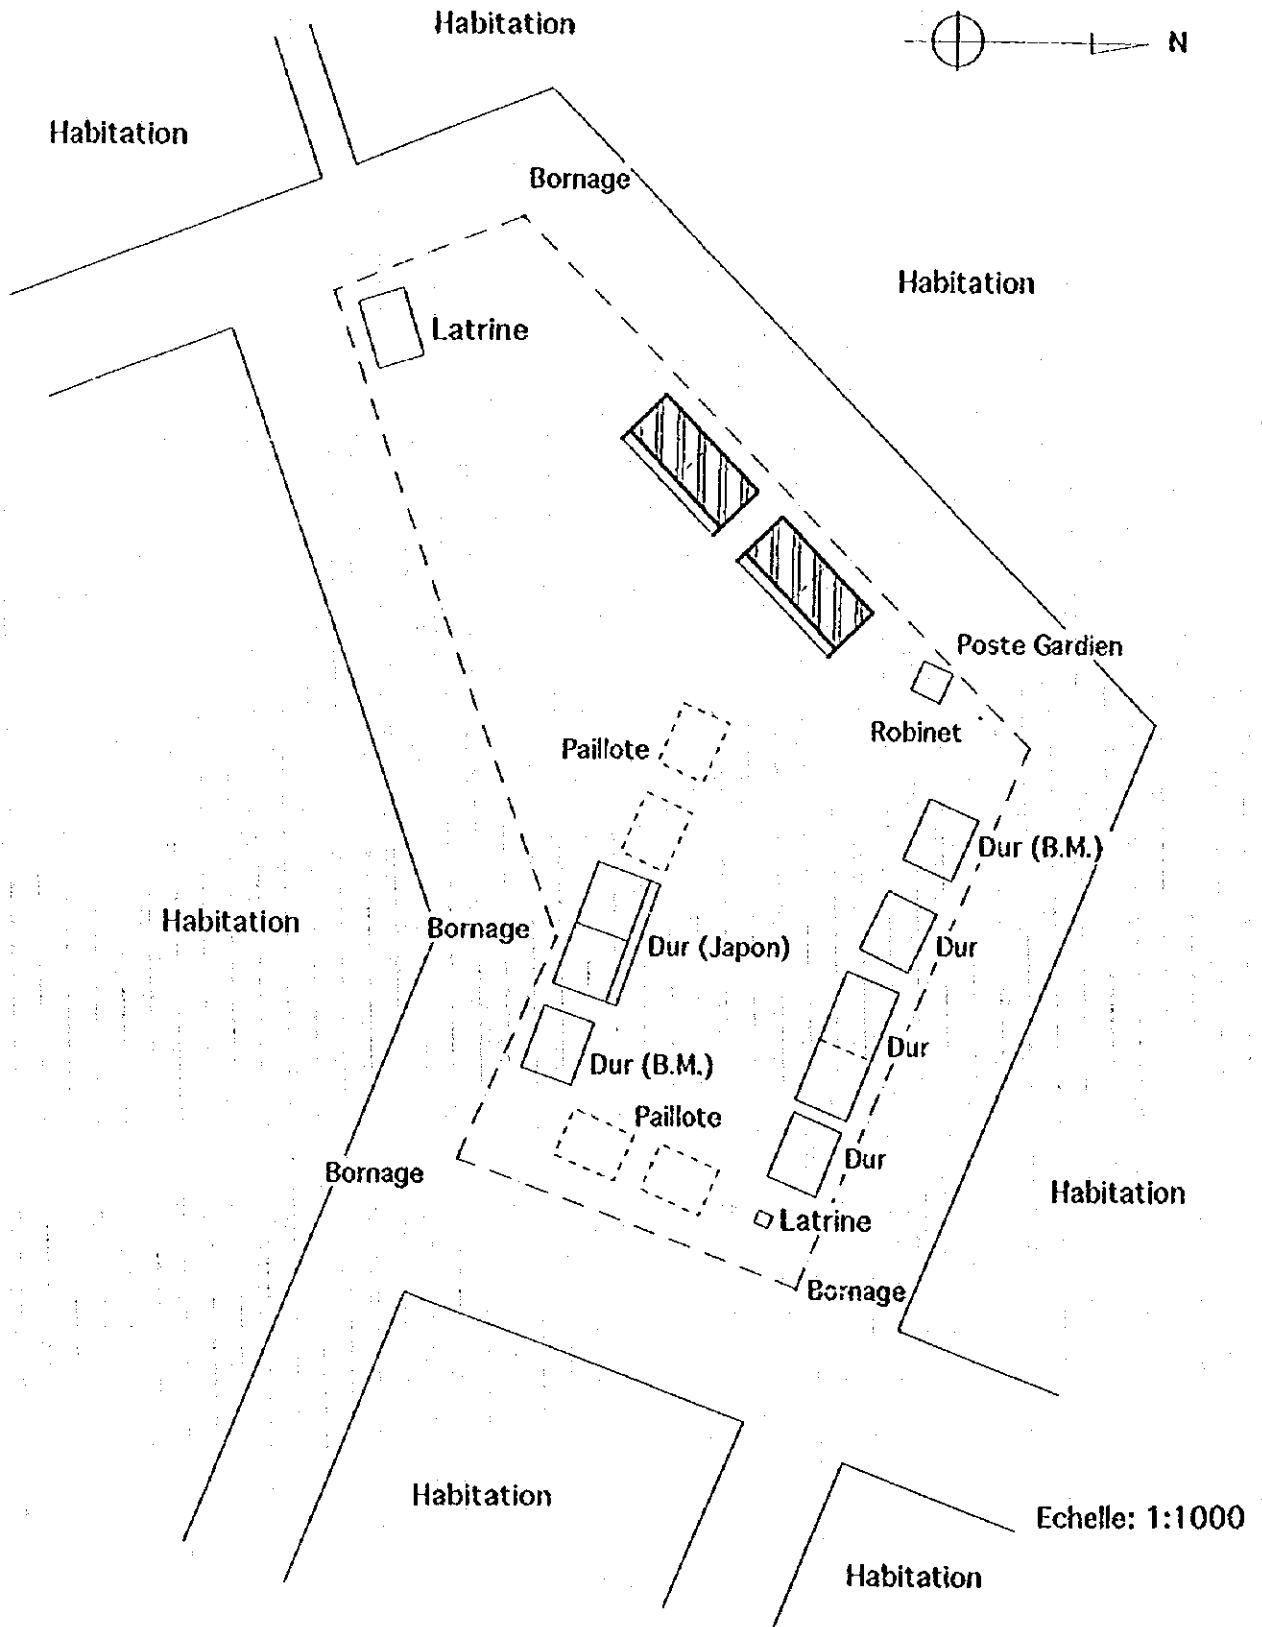 Habitation
N
Habitation
Bornage
Habitation
Latrine
Poste Gardien
Robinet
Paillote
Dur (B.M.)
Habitation
Bornage
Dur (Japon)
Dur
Dur
Dur (B.M.)
Paillote
Dur
Bornage
Habitation
Latrine
Bornage
Habitation
Echelle: 1:1000
Habitation